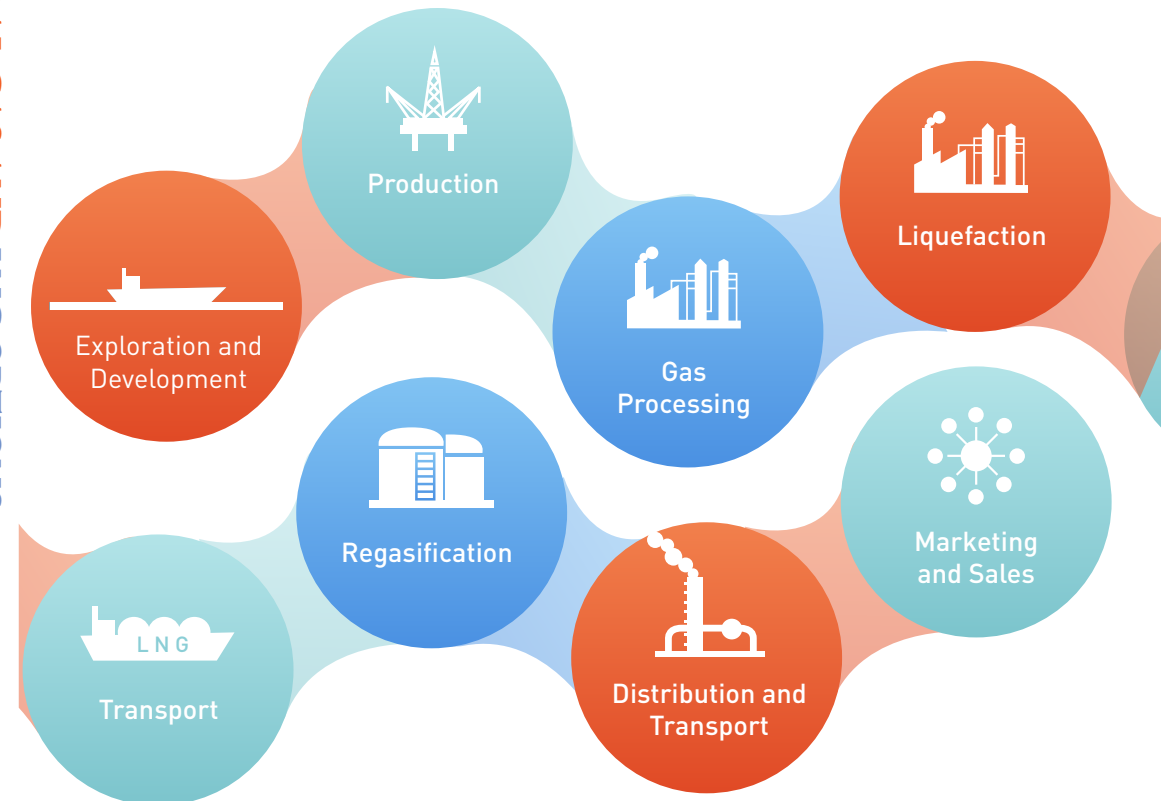 Production
Liquefaction
Exploration and
Development
Gas
Processing
Marketing
and Sales
Regasification
LNG
Transport
Distribution and
Transport